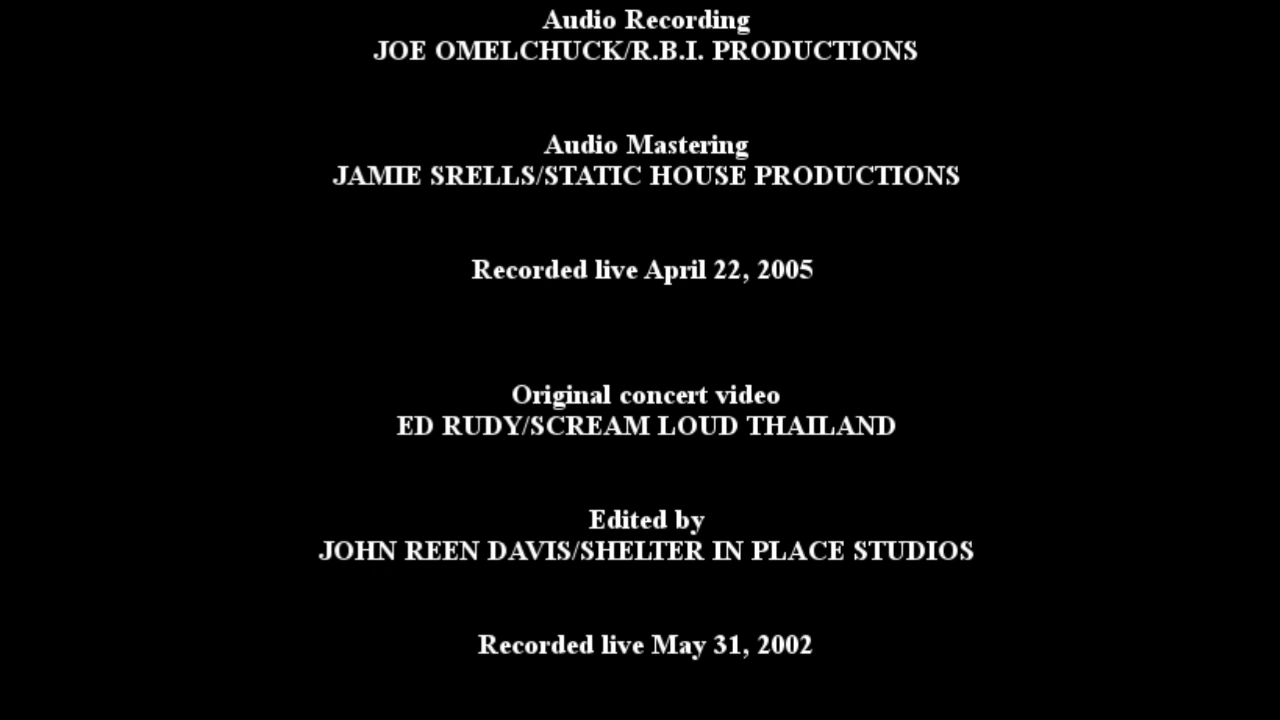 Audio Recording
JOE OMELCHUCK/R.B.I. PRODUCTIONS
Audio Mastering
JAMIE SRELLS/STATIC HOUSE PRODUCTIONS
Recorded live April 22, 2005
Original concert video
ED RUDY/SCREAM LOUD THAILAND
Edited by
JOHN REEN DAVIS/SHELTER IN PLACE STUDIOS
Recorded live May 31, 2002